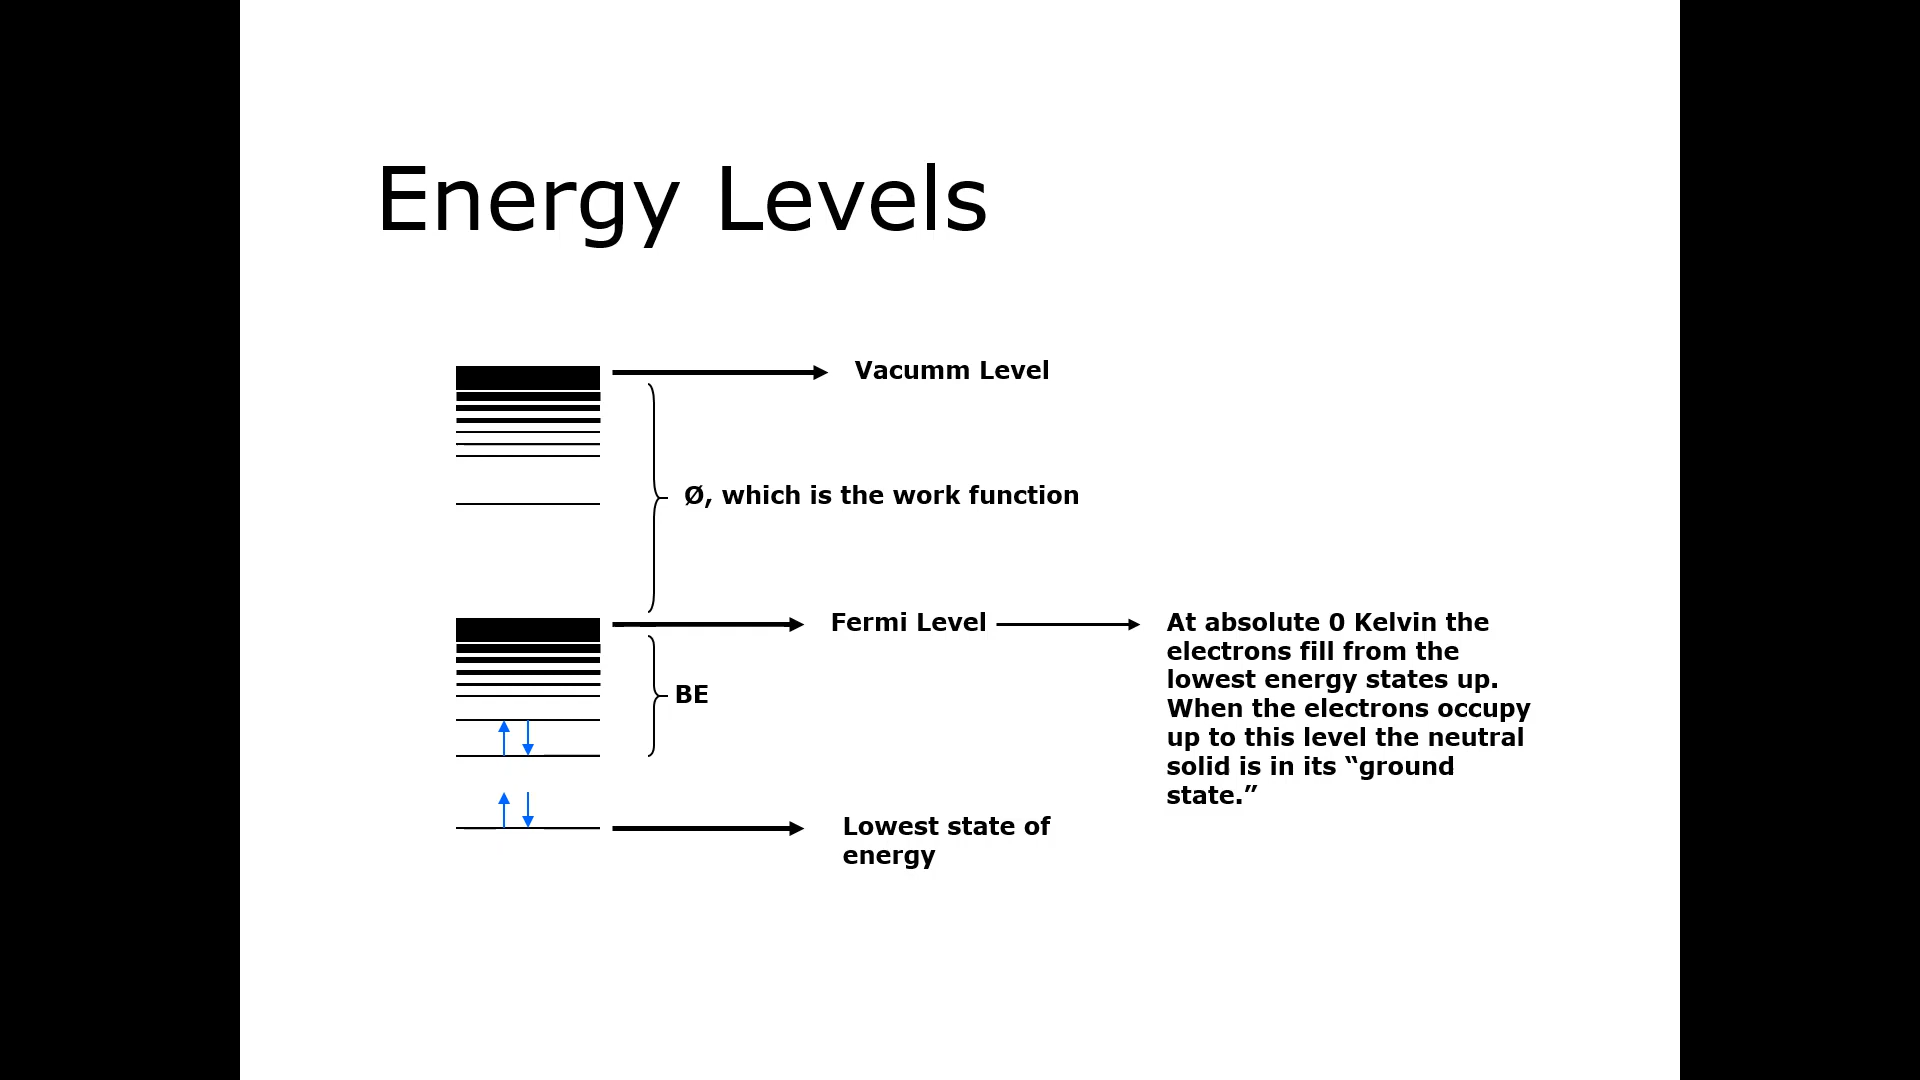 Energy Levels
Vacumm Level
Ø, which is the work function
Fermi Level
At absolute 0 Kelvin the
electrons fill from the
lowest energy states up.
When the electrons occupy
up to this level the neutral
solid is in its “ground
state.”
BE
Lowest state of
energy